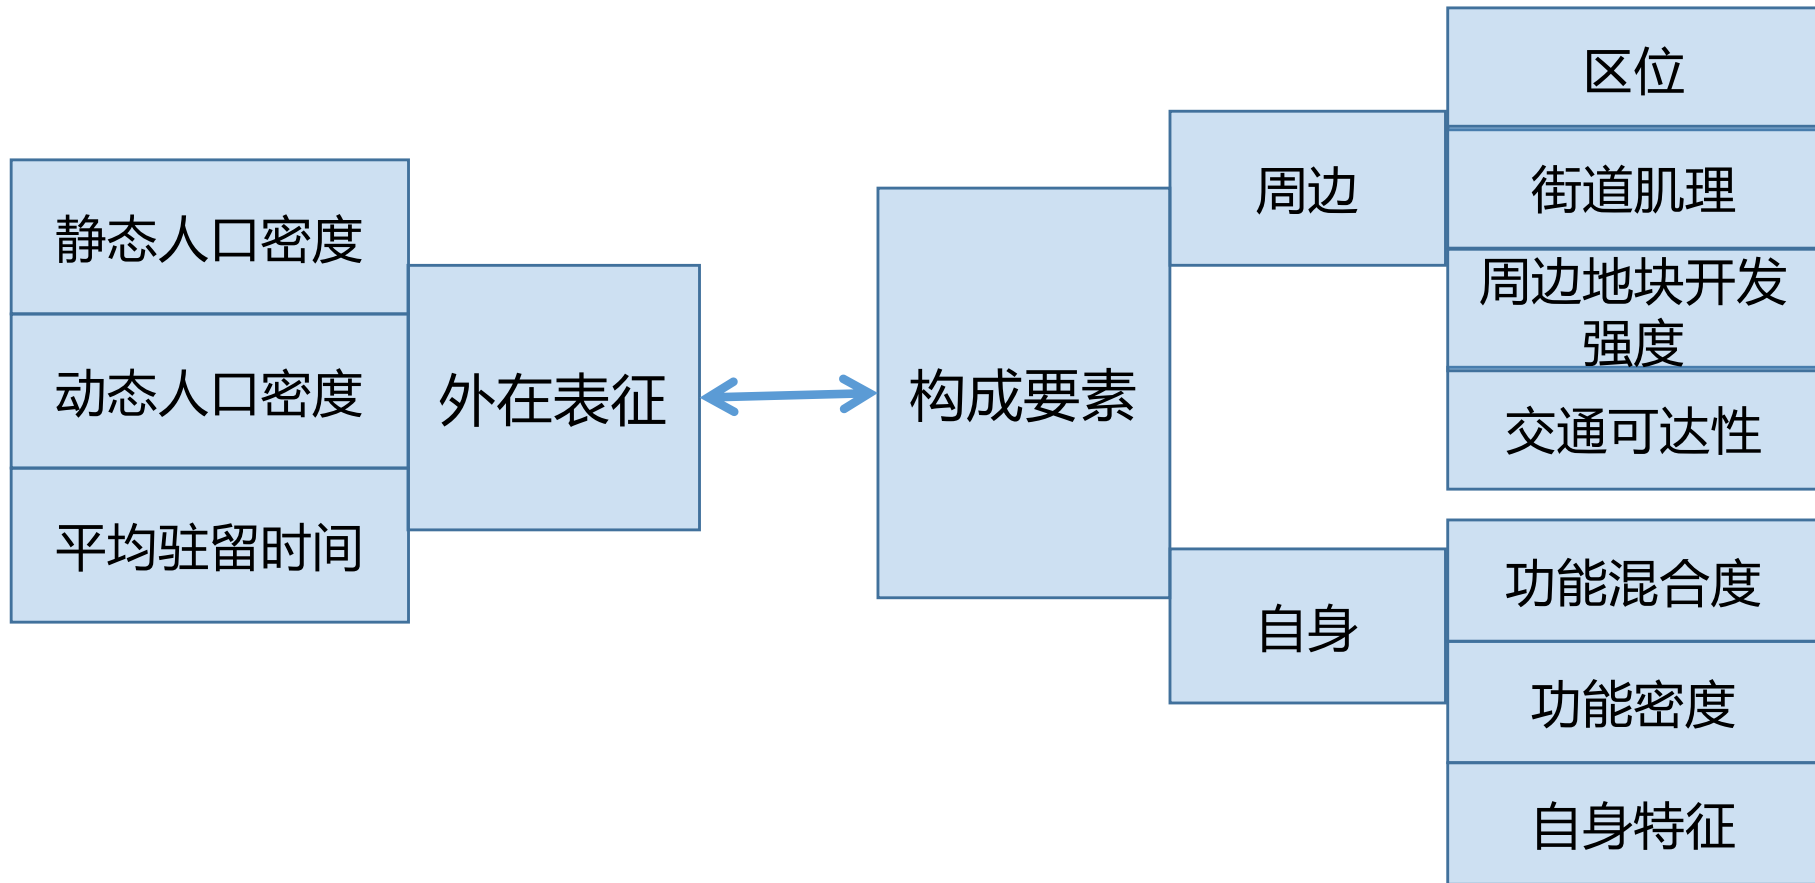 静态人口密度
动态人口密度
平均驻留时间
外在表征
构成要素
周边
自身
区位
街道肌理
周边地块开发
强度
交通可达性
功能混合度
功能密度
自身特征